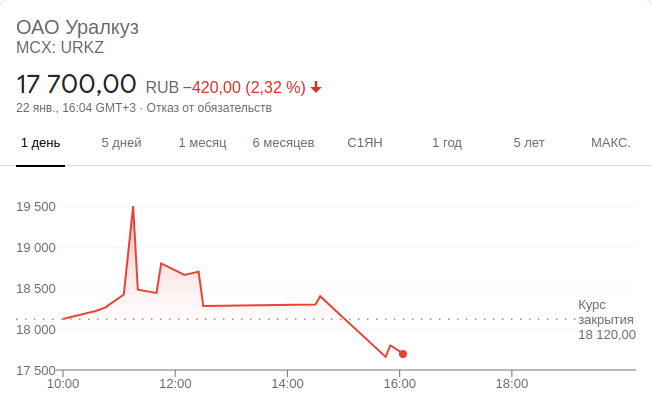 ОАО Уралкуз
MCX: URKZ
17 700,00 RUB −420,00 (2,32 %)
22 янв., 16:04 GMT+3 · Отказ от обязательств
1 день 5 дней 1 месяц 6 месяцев С1ЯН 1 год 5 лет МАКС.
19 500
19 000
18 500
18 000
17 500
Курс
закрытия
18 120,00
10:00 12:00 14:00 16:00 18:00